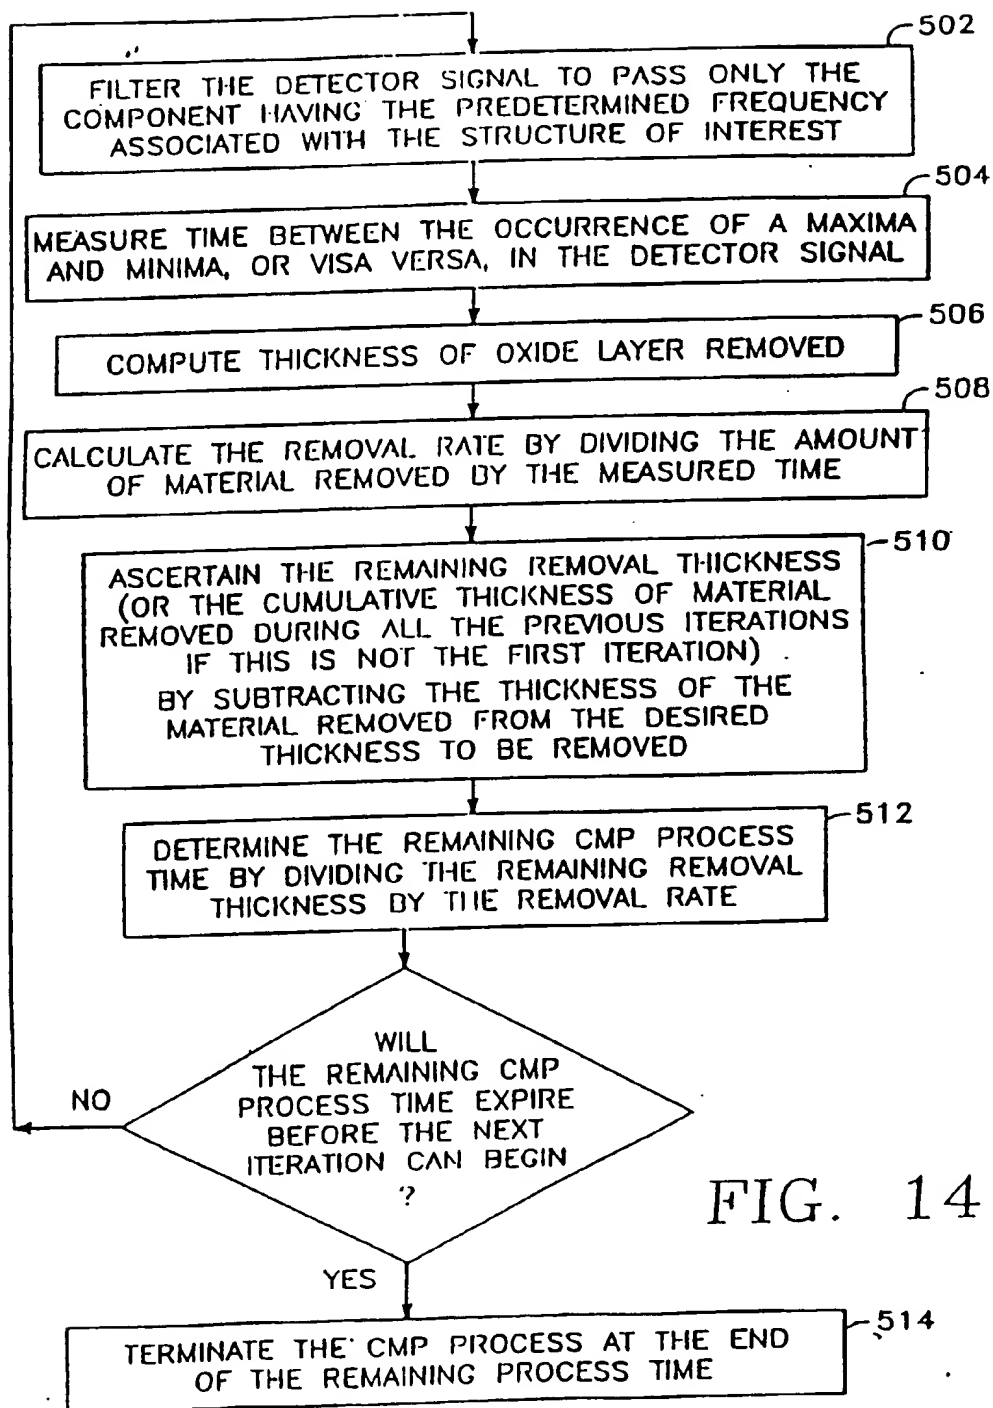 502
FILTER THE DETECTOR SIGNAL TO PASS ONLY THE
COMPONENT HAVING THE PREDETERMINED FREQUENCY
ASSOCIATED WITH THE STRUCTURE OF INTEREST
504
MEASURE TIME BETWEEN THE OCCURRENCE OF A MAXIMA
AND MINIMA, OR VISA VERSA, IN THE DETECTOR SIGNAL
506
COMPUTE THICKNESS OF OXIDE LAYER REMOVED
508
CALCULATE THE REMOVAL RATE BY DIVIDING THE AMOUNT
OF MATERIAL REMOVED BY THE MEASURED TIME
510
ASCERTAIN THE REMAINING REMOVAL THICKNESS
(OR THE CUMULATIVE THICKNESS OF MATERIAL
REMOVED DURING ALL THE PREVIOUS ITERATIONS
IF THIS IS NOT THE FIRST ITERATION)
BY SUBTRACTING THE THICKNESS OF THE
MATERIAL REMOVED FROM THE DESIRED
THICKNESS TO BE REMOVED
512
DETERMINE THE REMAINING CMP PROCESS
TIME BY DIVIDING THE REMAINING REMOVAL
THICKNESS BY THE REMOVAL RATE
WILL
THE REMAINING CMP
PROCESS TIME EXPIRE
BEFORE THE NEXT
ITERATION CAN BEGIN
?
NO
YES
FIG. 14
514
TERMINATE THE CMP PROCESS AT THE END
OF THE REMAINING PROCESS TIME